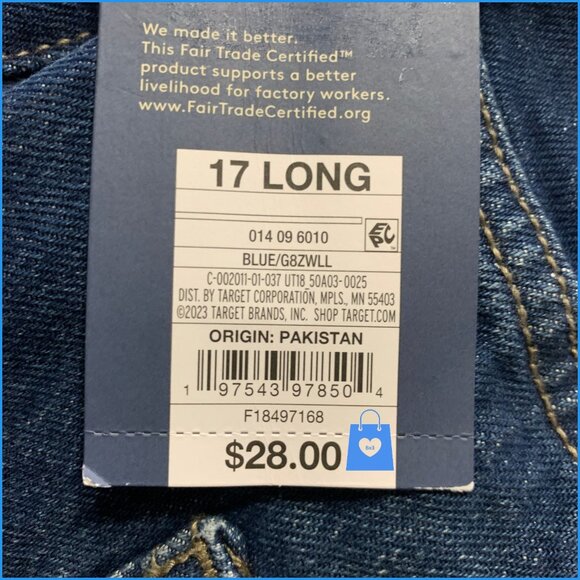 We made it better.
This Fair Trade Certified™
product supports a better
livelihood for factory workers.
www.FairTradeCertified.org
17 LONG
014 09 6010
EPC™
BLUE/G8ZWLL
C-002011-01-037 UT18_50A03-0025
DIST. BY TARGET CORPORATION, MPLS., MN 55403
©2023 TARGET BRANDS, INC. SHOP TARGET.COM
ORIGIN: PAKISTAN
1 97543 97850 4
F18497168
$28.00